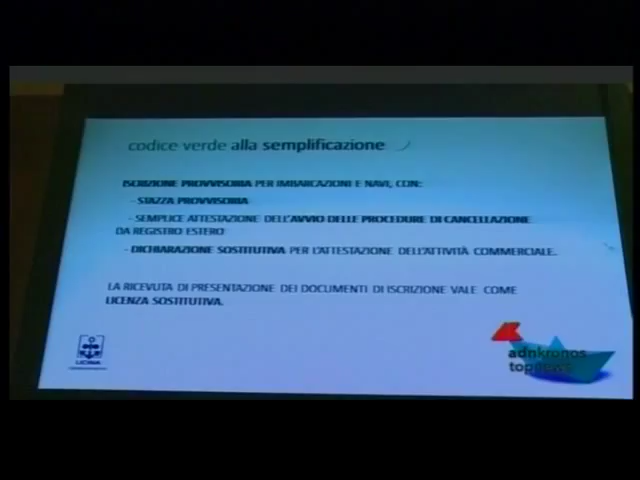 codice verde alla semplificazione
ISCRIZIONE PROVVISORIA PER IMBARCAZIONI E NAVI, CON:
- STAZZA PROVVISORIA
- SEMPLICE ATTESTAZIONE DELL'AVVIO DELLE PROCEDURE DI CANCELLAZIONE
DA REGISTRO ESTERO
- DICHIARAZIONE SOSTITUTIVA PER L'ATTESTAZIONE DELL'ATTIVITÀ COMMERCIALE.
LA RICEVUTA DI PRESENTAZIONE DEI DOCUMENTI DI ISCRIZIONE VALE COME
LICENZA SOSTITUTIVA.
UCINA
adnkronos
topnews